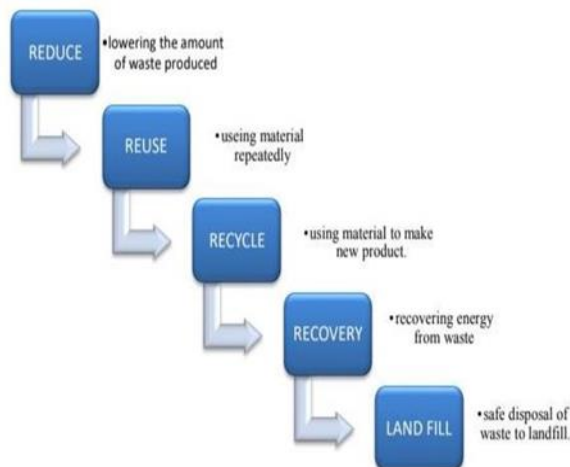 REDUCE
•lowering the amount
of waste produced
REUSE
•useing material
repeatedly
RECYCLE
•using material to make
new product.
RECOVERY
•recovering energy
from waste
LAND FILL
•safe disposal of
waste to landfill.